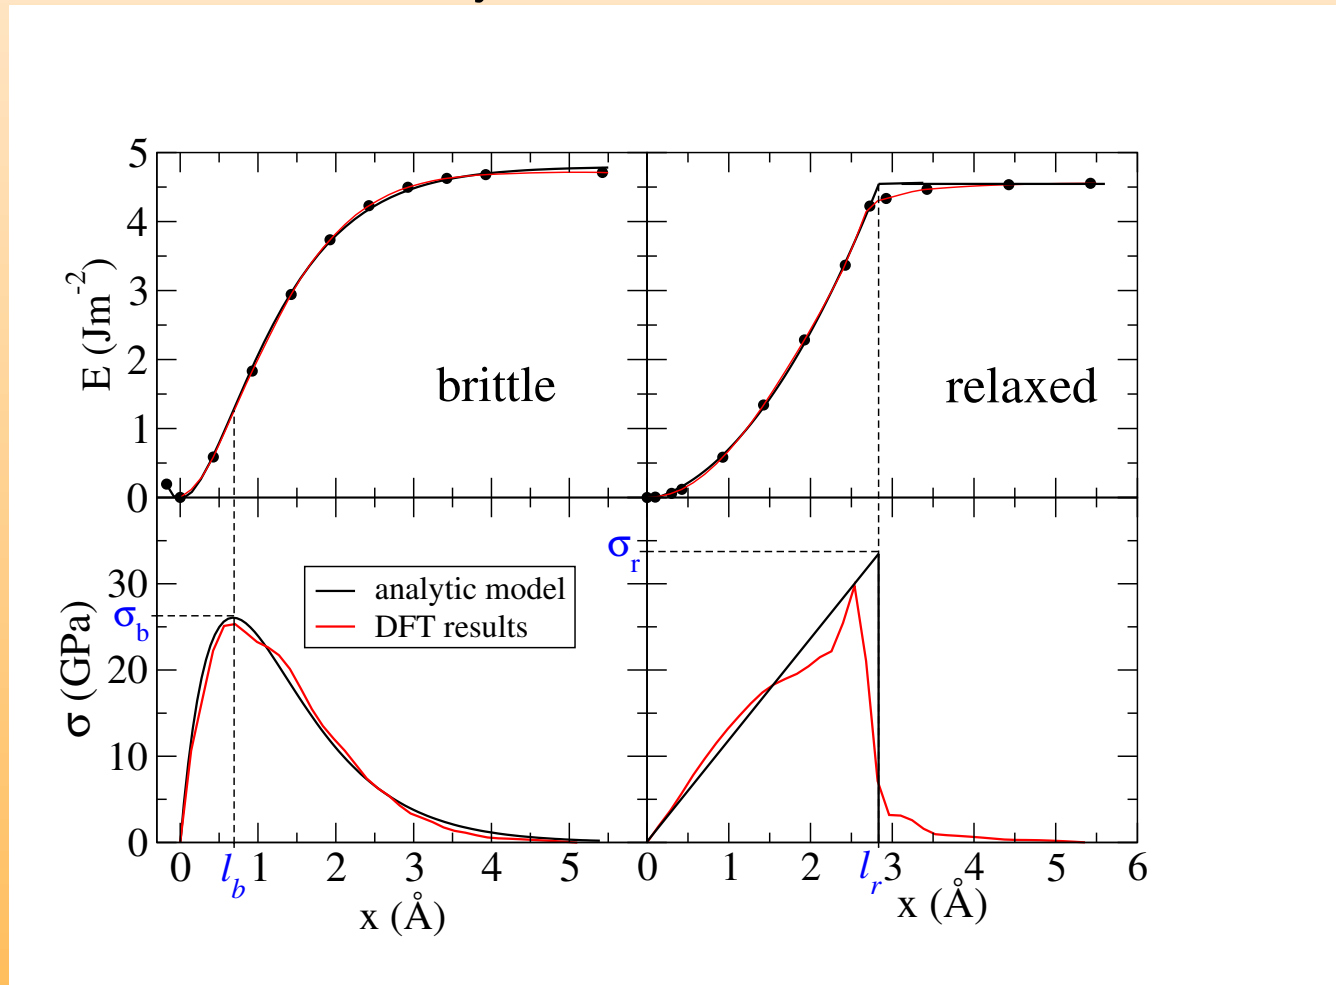 5
4
3
2
1
0
E (Jm-2)
brittle
relaxed
σr
30
20
10
0
σb
σ (GPa)
analytic model
DFT results
0 1 2 3 4 5
lb
x (Å)
0 1 2 3 4 5 6
lr
x (Å)